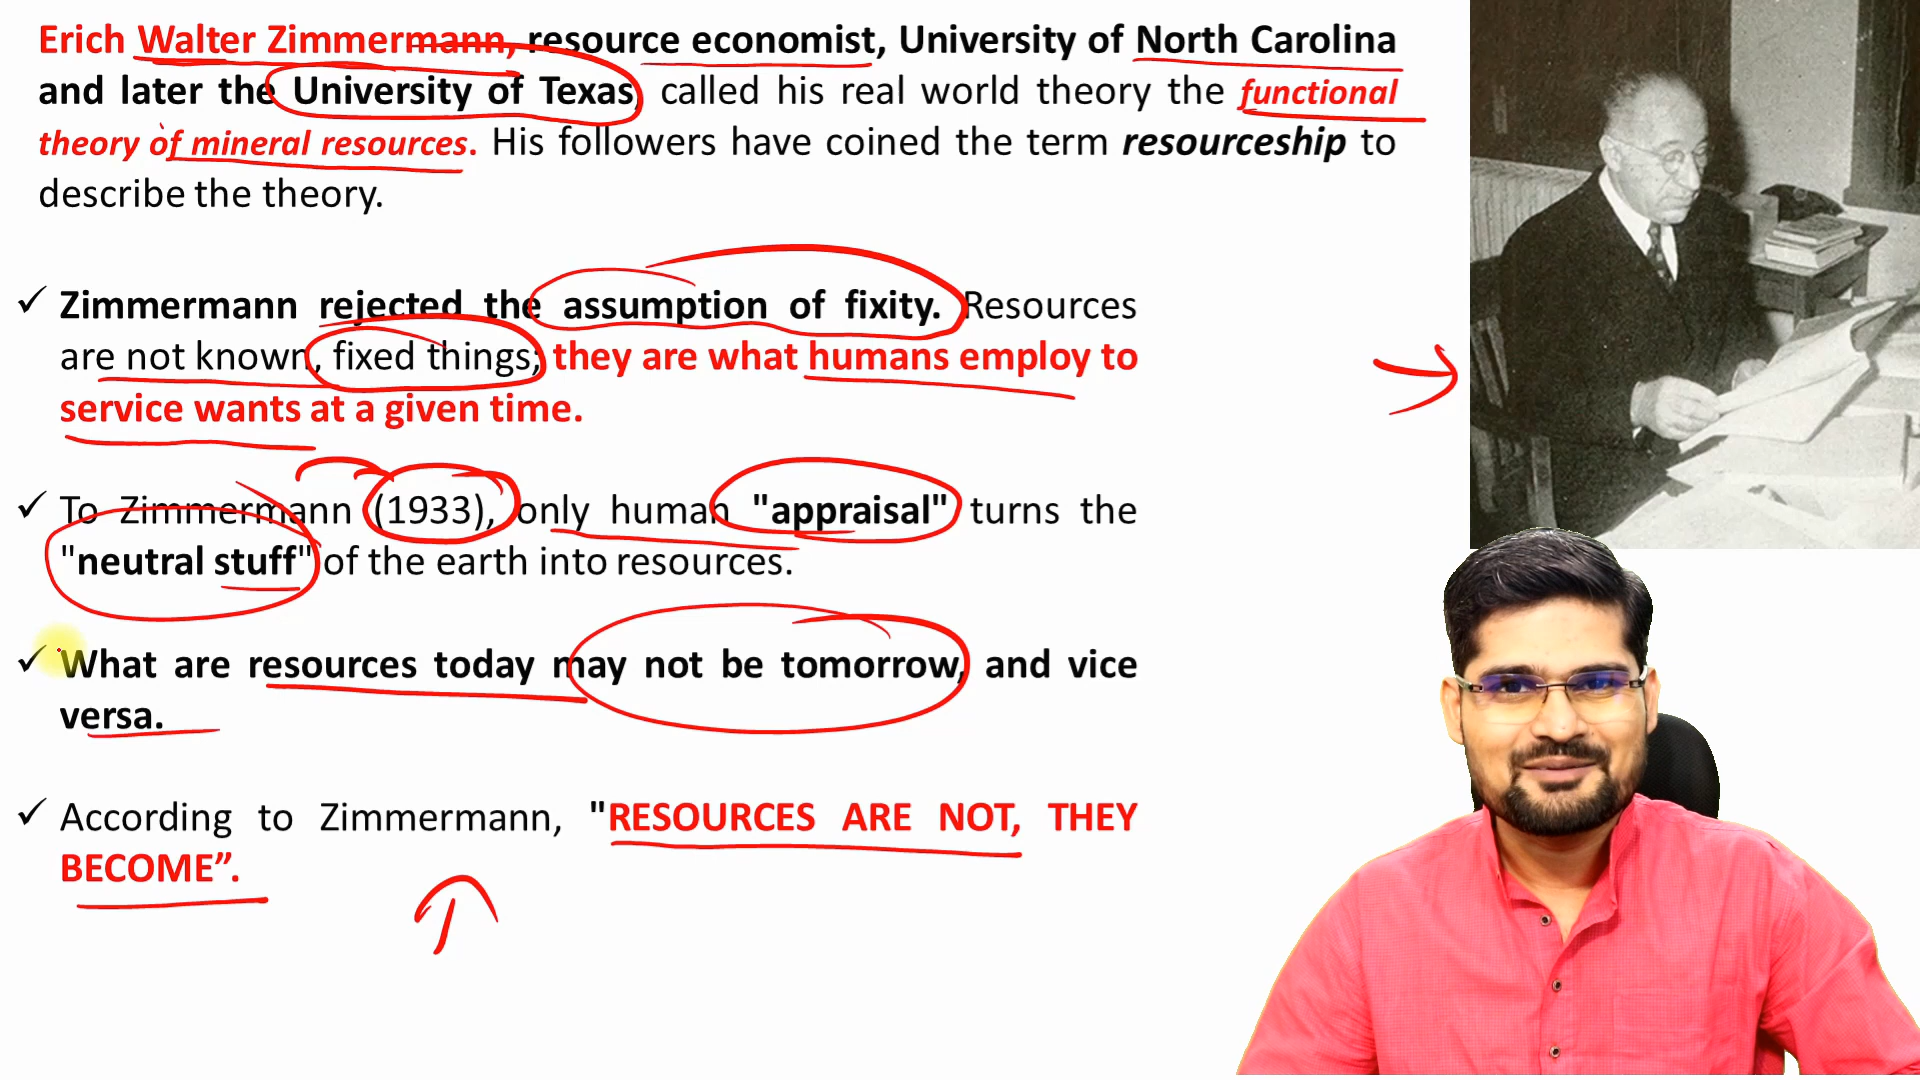 Erich Walter Zimmermann, resource economist, University of North Carolina
and later the University of Texas, called his real world theory the functional
theory of mineral resources. His followers have coined the term resourceship to
describe the theory.
✓ Zimmermann rejected the assumption of fixity. Resources
are not known, fixed things; they are what humans employ to
service wants at a given time.
✓ To Zimmermann (1933), only human "appraisal" turns the
"neutral stuff" of the earth into resources.
✓ What are resources today may not be tomorrow, and vice
versa.
✓ According to Zimmermann, "RESOURCES ARE NOT, THEY
BECOME”.